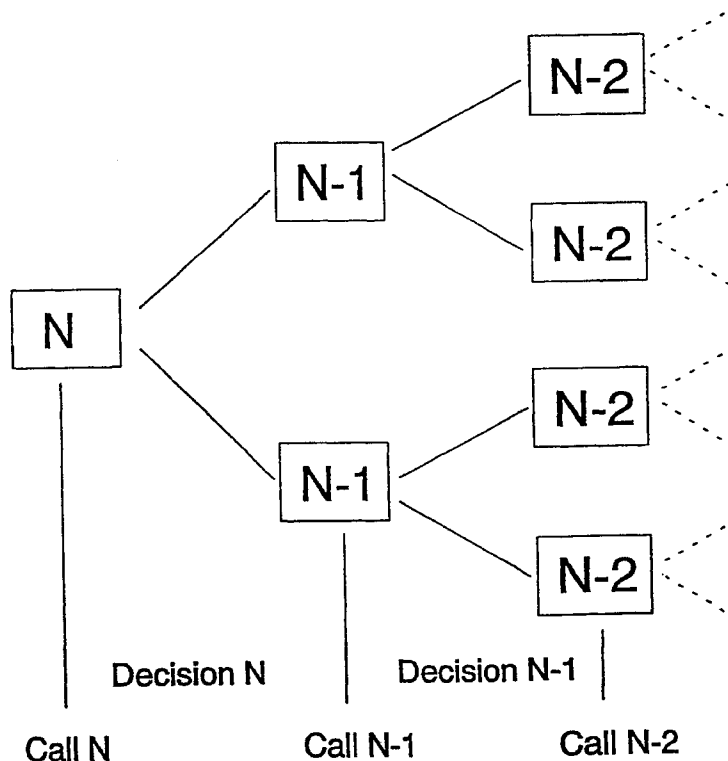 N-2
N-1
N-2
N
N-2
N-1
N-2
Decision N
Decision N-1
Call N
Call N-1
Call N-2